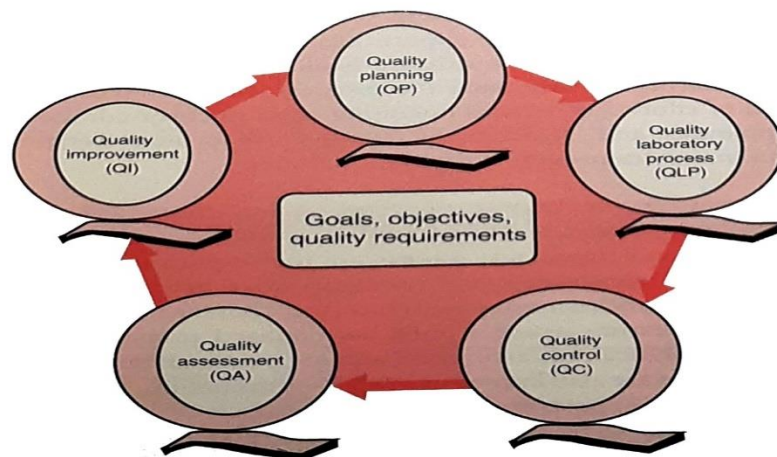 Quality
planning
(QP)
Quality
improvement
(QI)
Quality
laboratory
process
(QLP)
Goals, objectives,
quality requirements
Quality
assessment
(QA)
Quality
control
(QC)